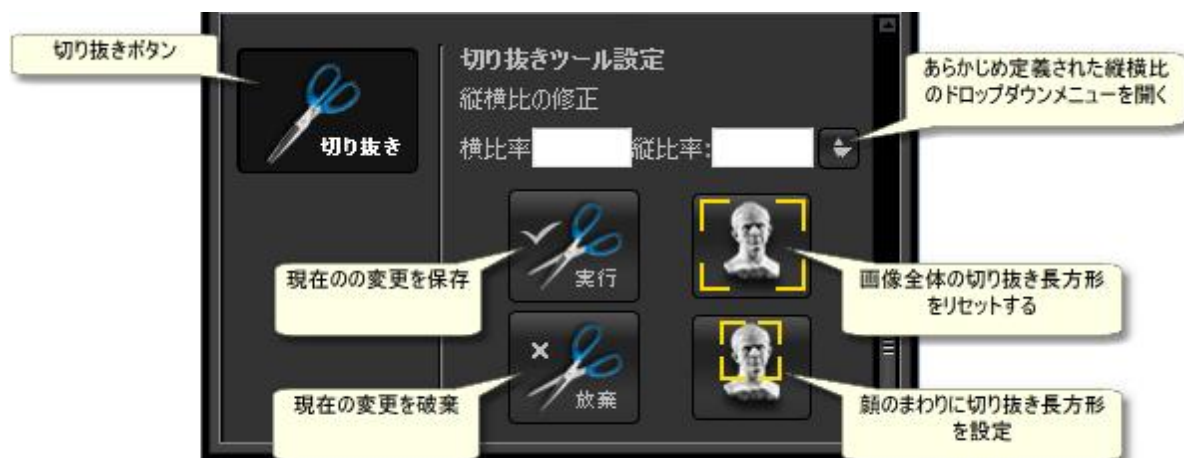 切り抜きボタン
切り抜き
切り抜きツール設定
縦横比の修正
横比率
縦比率:
あらかじめ定義された縦横比
のドロップダウンメニューを開く
実行
現在のの変更を保存
画像全体の切り抜き長方形
をリセットする
放棄
現在の変更を破棄
顔のまわりに切り抜き長方形
を設定